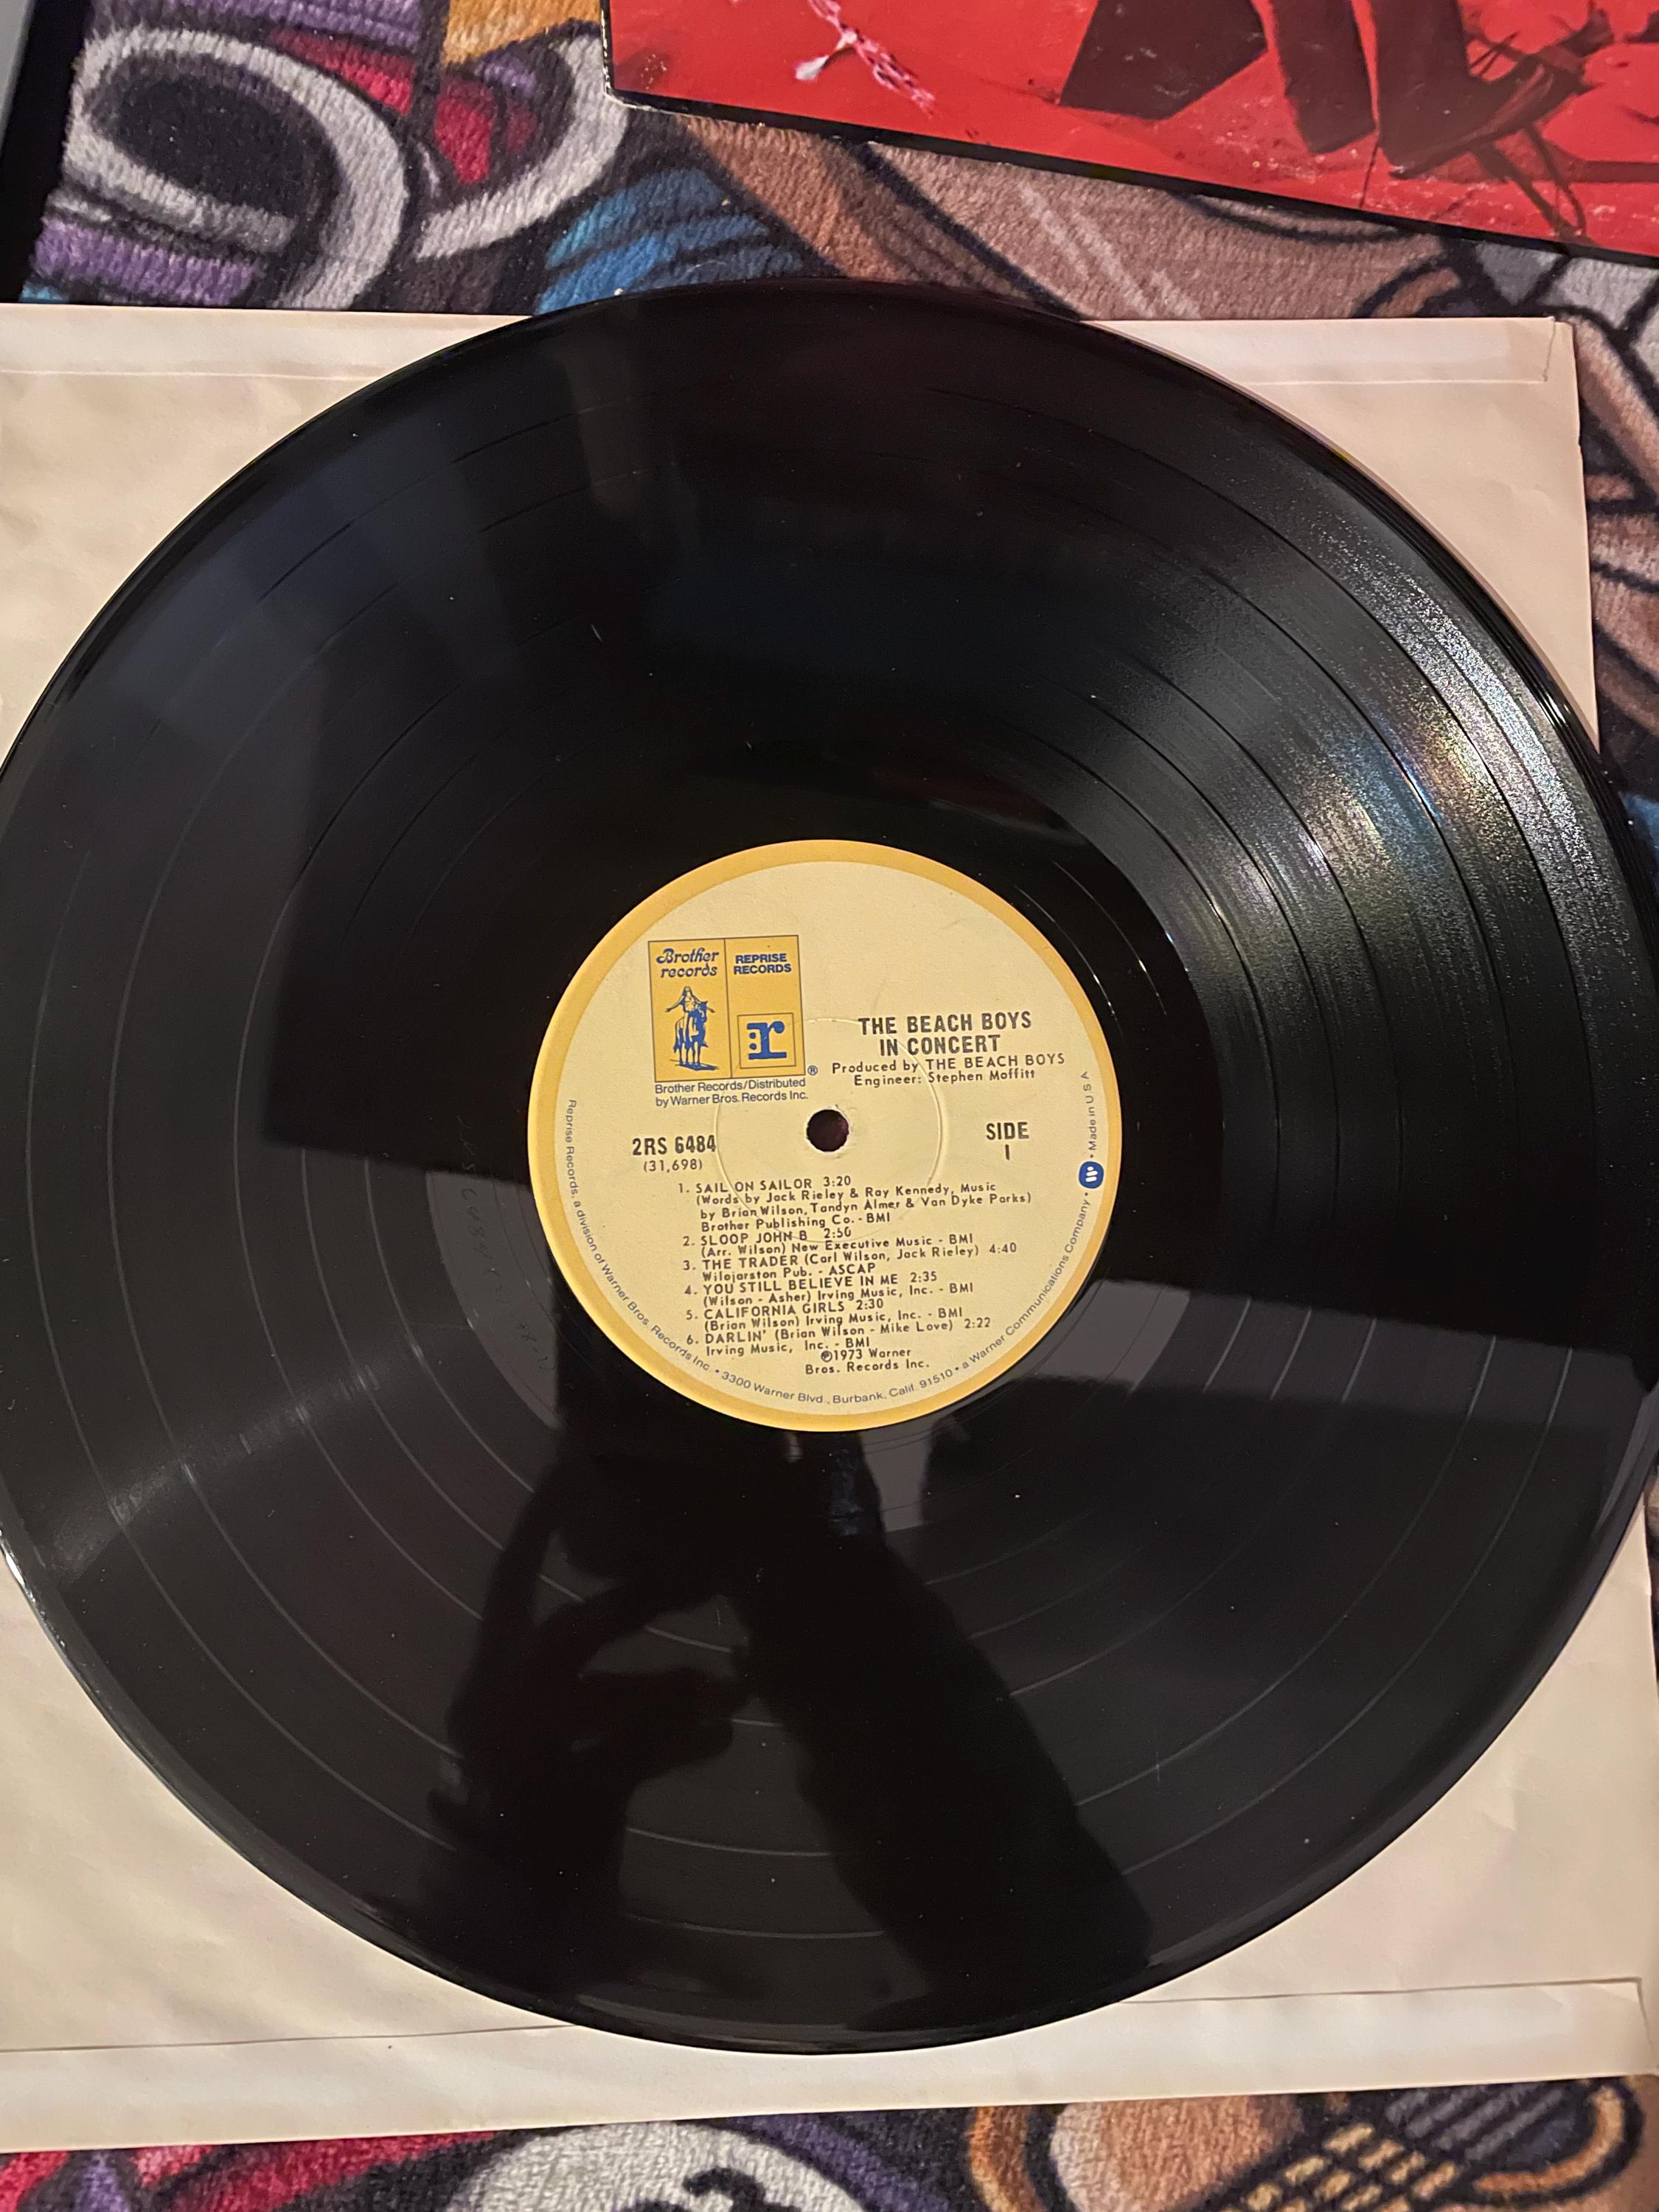 Brother
records
REPRISE
RECORDS
r
®
Brother Records/Distributed
by Warner Bros. Records Inc.
THE BEACH BOYS
IN CONCERT
Produced by THE BEACH BOYS
Engineer: Stephen Moffitt
2RS 6484
(31,698)
SIDE
1
1. SAIL ON SAILOR 3:20
(Words by Jack Rieley & Ray Kennedy, Music
by Brian Wilson, Tandyn Almer & Van Dyke Parks)
Brother Publishing Co. - BMI
2. SLOOP JOHN B 2:50
(Arr. Wilson) New Executive Music - BMI
3. THE TRADER (Carl Wilson, Jack Rieley) 4:40
Wilojarston Pub. - ASCAP
4. YOU STILL BELIEVE IN ME 2:35
(Wilson - Asher) Irving Music, Inc. - BMI
5. CALIFORNIA GIRLS 2:30
(Brian Wilson) Irving Music, Inc. - BMI
6. DARLIN' (Brian Wilson - Mike Love) 2:22
Irving Music, Inc. - BMI
℗1973 Warner
Bros. Records Inc.
Reprise Records, a division of Warner Bros. Records Inc. • 3300 Warner Blvd., Burbank, Calif. 91510 • a Warner Communications Company • W • Made in U S A